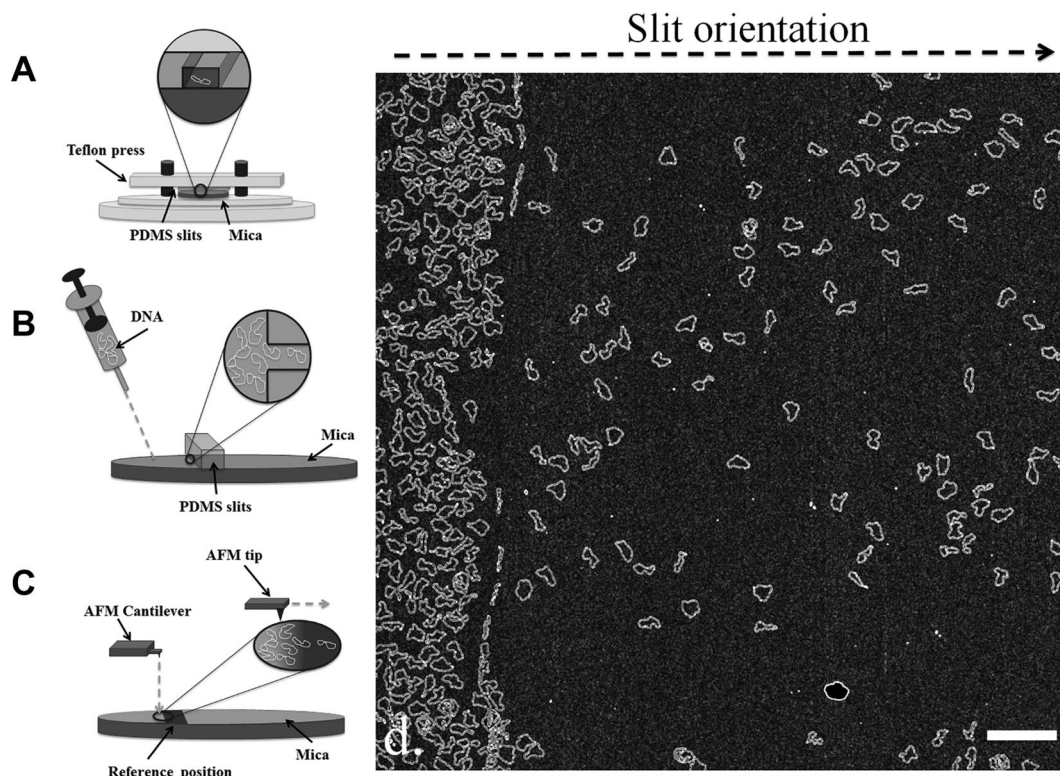 Slit orientation
A
Teflon press
PDMS slits
Mica
B
DNA
Mica
PDMS slits
C
AFM tip
AFM Cantilever
Mica
Reference position
d.